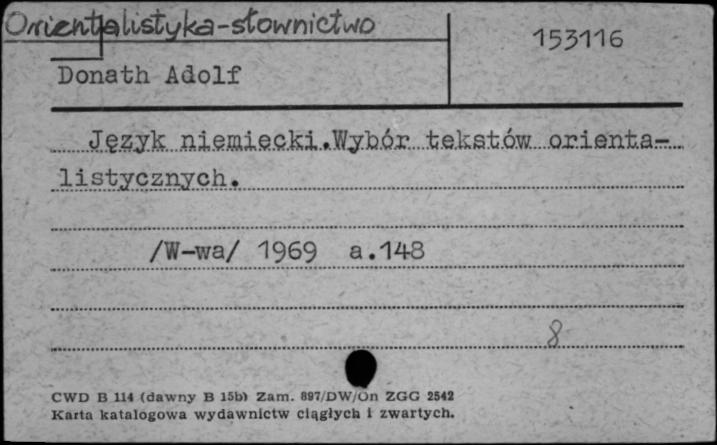 Orientalistyka-słownictwo
153116
Donath Adolf
Język niemiecki.Wybór tekstów orienta-
listycznych.
/W-wa/ 1969 a.148
8
CWD B 114 (dawny B 15b) Zam. 897/DW/On ZGG 2542
Karta katalogowa wydawnictw ciągłych i zwartych.